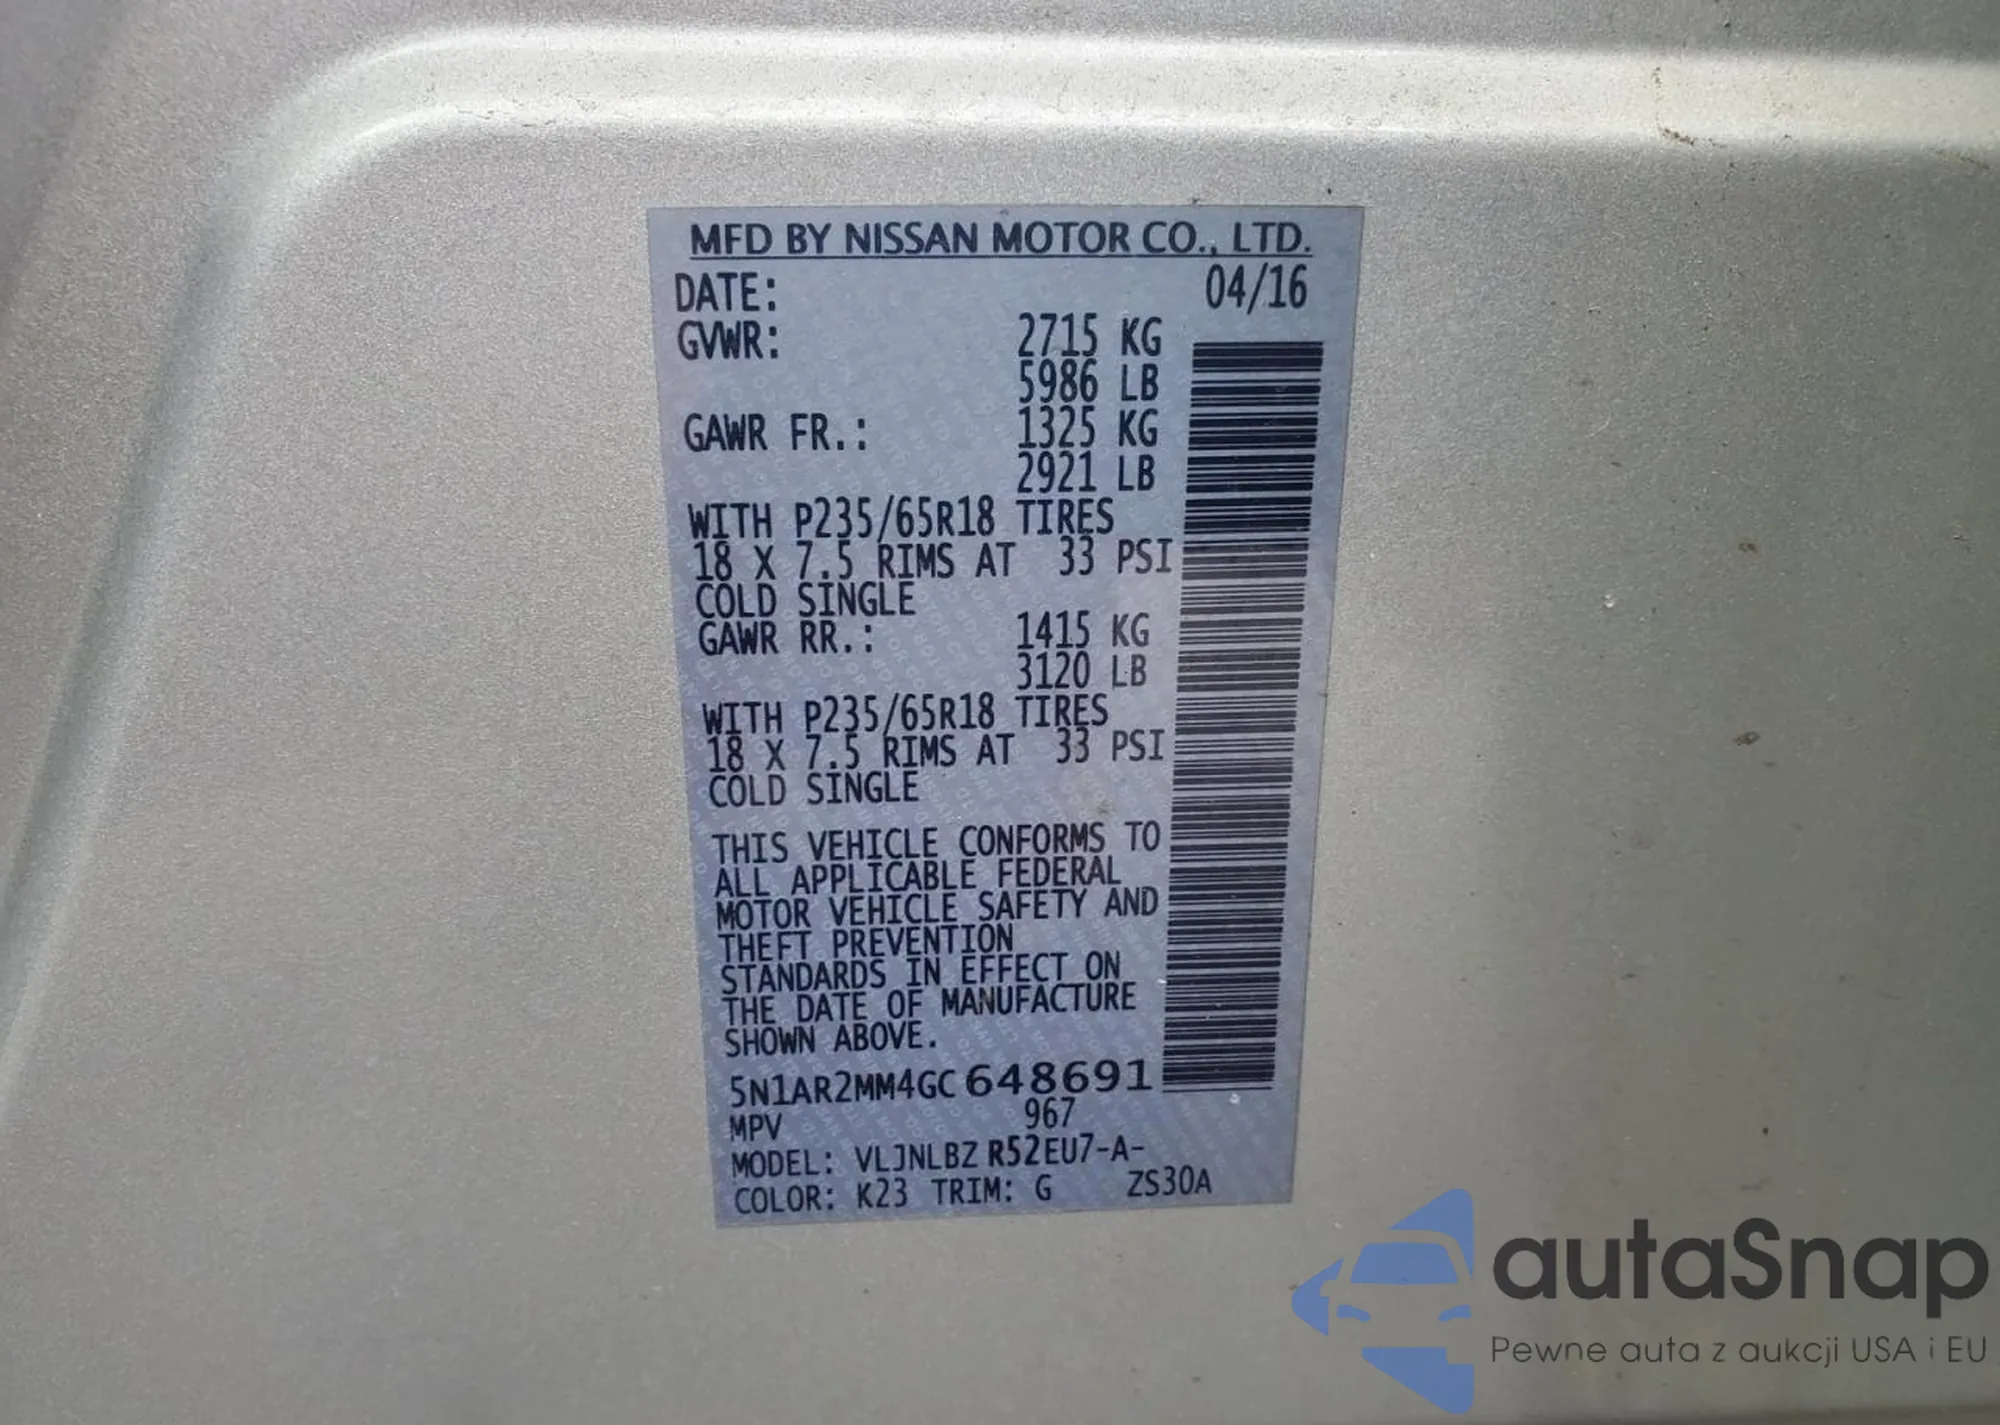 MFD BY NISSAN MOTOR CO., LTD.
DATE: 04/16
GVWR: 2715 KG
5986 LB
GAWR FR.: 1325 KG
2921 LB
WITH P235/65R18 TIRES
18 X 7.5 RIMS AT 33 PSI
COLD SINGLE
GAWR RR.: 1415 KG
3120 LB
WITH P235/65R18 TIRES
18 X 7.5 RIMS AT 33 PSI
COLD SINGLE
THIS VEHICLE CONFORMS TO
ALL APPLICABLE FEDERAL
MOTOR VEHICLE SAFETY AND
THEFT PREVENTION
STANDARDS IN EFFECT ON
THE DATE OF MANUFACTURE
SHOWN ABOVE.
5N1AR2MM4GC648691
MPV 967
MODEL: VLJNLBZ R52EU7-A-
COLOR: K23 TRIM: G ZS30A
autaSnap
Pewne auta z aukcji USA i EU